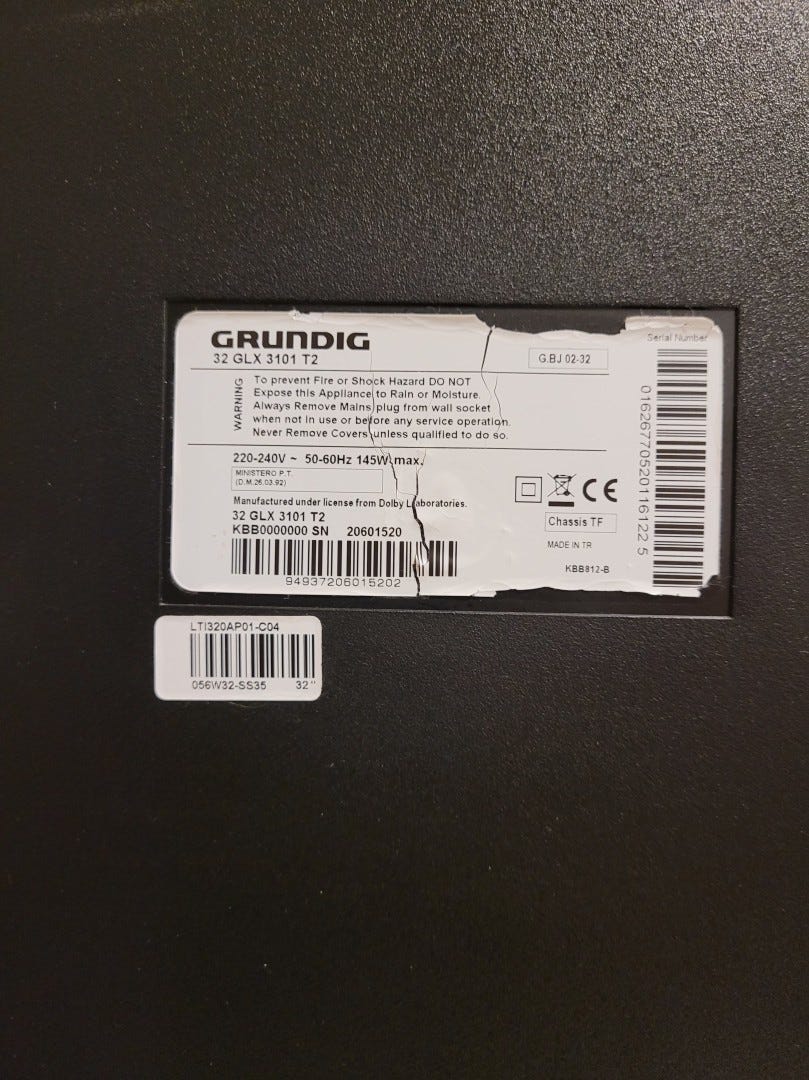 GRUNDIG
32 GLX 3101 T2
G.BJ 02-32
Serial Number
WARNING
To prevent Fire or Shock Hazard DO NOT
Expose this Appliance to Rain or Moisture.
Always Remove Mains plug from wall socket
when not in use or before any service operation.
Never Remove Covers unless qualified to do so.
220-240V ~ 50-60Hz 145W max.
MINISTERO P.T.
(D.M.26.03.92)
Manufactured under license from Dolby Laboratories.
32 GLX 3101 T2
KBB0000000 SN 20601520
94937206015202
CE
Chassis TF
MADE IN TR
KBB812-B
01626770520116122 5
LTI320AP01-C04
056W32-SS35 32"